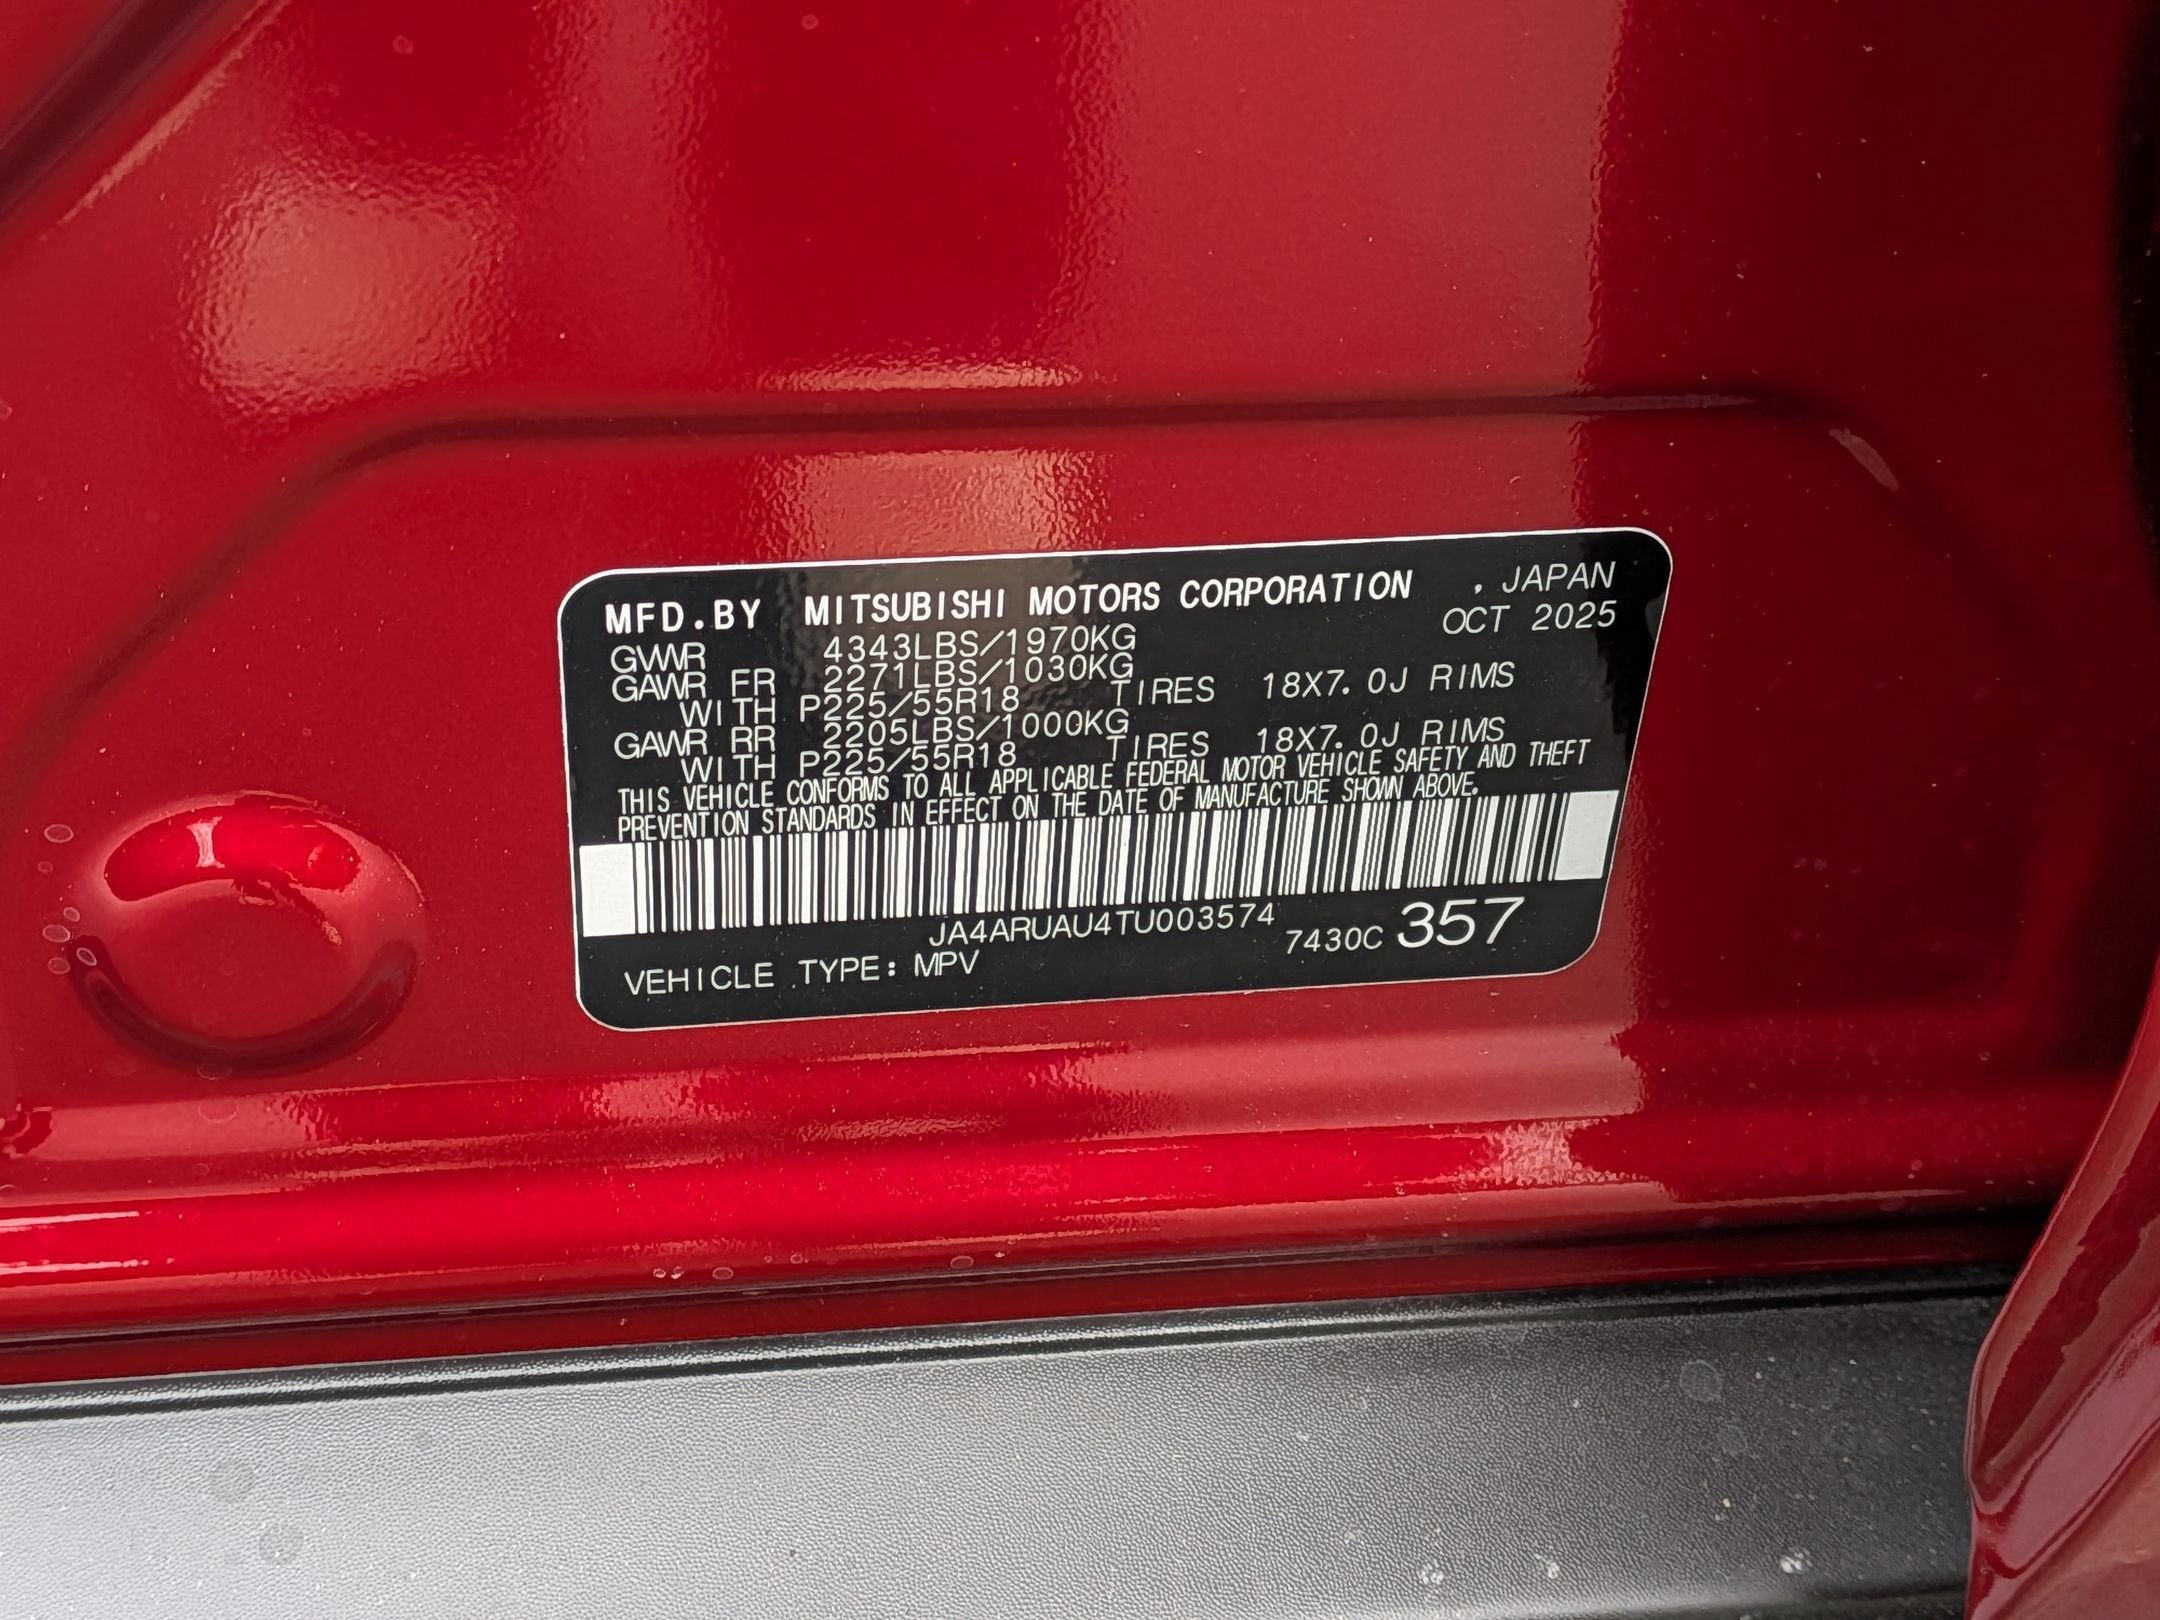 MFD.BY MITSUBISHI MOTORS CORPORATION , JAPAN
OCT 2025
GVWR 4343LBS/1970KG
GAWR FR 2271LBS/1030KG
WITH P225/55R18 TIRES 18X7.0J RIMS
GAWR RR 2205LBS/1000KG
WITH P225/55R18 TIRES 18X7.0J RIMS
THIS VEHICLE CONFORMS TO ALL APPLICABLE FEDERAL MOTOR VEHICLE SAFETY AND THEFT
PREVENTION STANDARDS IN EFFECT ON THE DATE OF MANUFACTURE SHOWN ABOVE.
JA4ARUAU4TU003574
7430C 357
VEHICLE TYPE: MPV